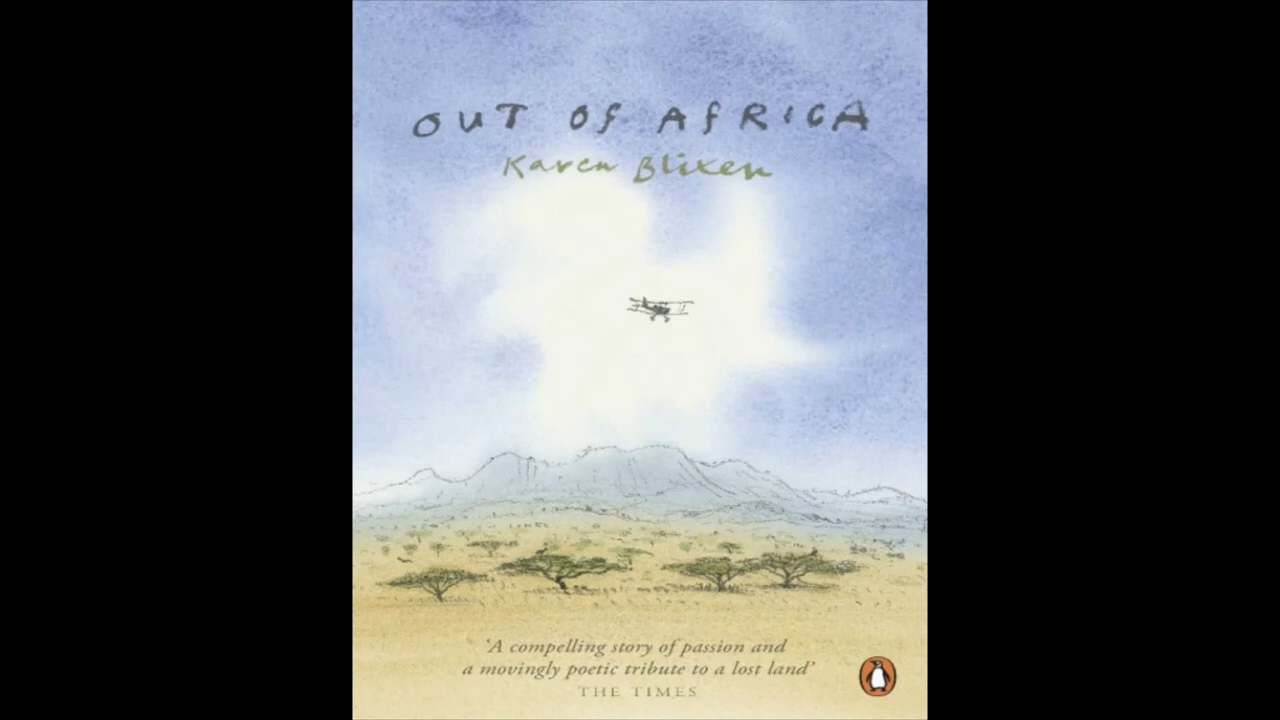 OUT OF AFRICA
Karen Blixen
‘A compelling story of passion and
a movingly poetic tribute to a lost land’
THE TIMES